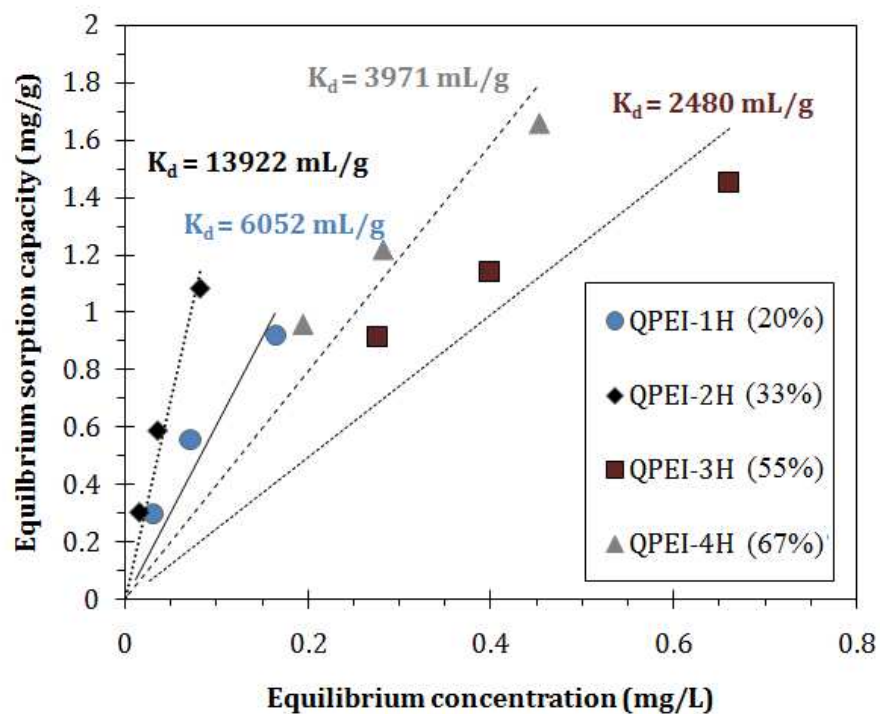 2
1.8
1.6
1.4
1.2
1
0.8
0.6
0.4
0.2
0
Equilbrium sorption capacity (mg/g)
Kd = 3971 mL/g
Kd = 2480 mL/g
Kd = 13922 mL/g
Kd = 6052 mL/g
QPEI-1H (20%)
QPEI-2H (33%)
QPEI-3H (55%)
QPEI-4H (67%)
0 0.2 0.4 0.6 0.8
Equilibrium concentration (mg/L)